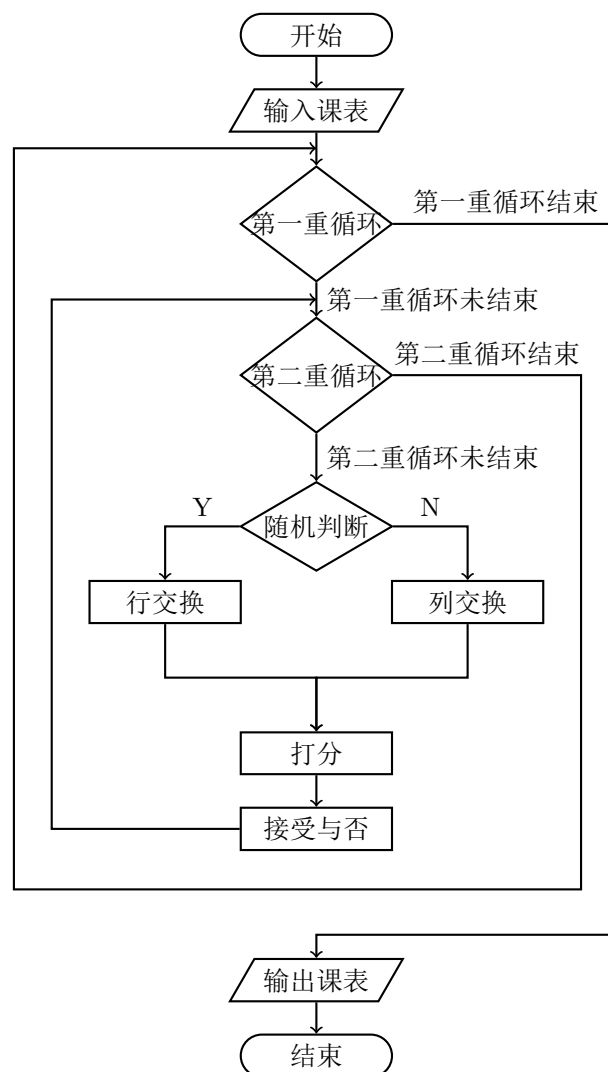 开始
输入课表
第一重循环
第一重循环结束
第一重循环未结束
第二重循环
第二重循环结束
第二重循环未结束
随机判断
Y
N
行交换
列交换
打分
接受与否
输出课表
结束